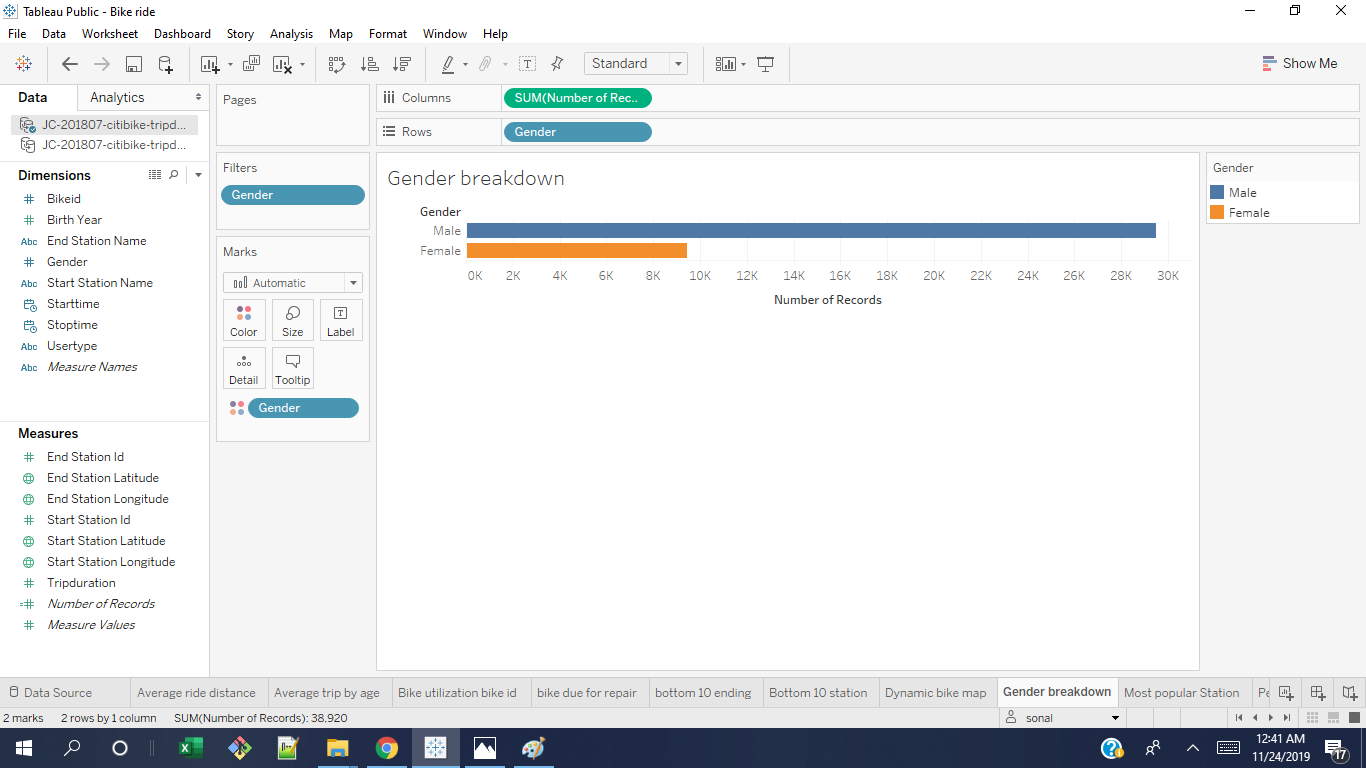 Tableau Public - Bike ride
File Data Worksheet Dashboard Story Analysis Map Format Window Help
Standard
Show Me
Data Analytics
JC-201807-citibike-tripd...
JC-201807-citibike-tripd...
Dimensions
Bikeid
Birth Year
Abc End Station Name
Gender
Abc Start Station Name
Starttime
Stoptime
Abc Usertype
Abc Measure Names
Measures
End Station Id
End Station Latitude
End Station Longitude
Start Station Id
Start Station Latitude
Start Station Longitude
Tripduration
Number of Records
Measure Values
Pages
Filters
Gender
Marks
Automatic
Color Size Label
Detail Tooltip
Gender
Columns SUM(Number of Rec..
Rows Gender
Gender breakdown
Gender
Male
Female
0K 2K 4K 6K 8K 10K 12K 14K 16K 18K 20K 22K 24K 26K 28K 30K
Number of Records
Gender
Male
Female
Data Source Average ride distance Average trip by age Bike utilization bike id bike due for repair bottom 10 ending Bottom 10 station Dynamic bike map Gender breakdown Most popular Station Pe
2 marks 2 rows by 1 column SUM(Number of Records): 38,920 sonal
12:41 AM
11/24/2019
17